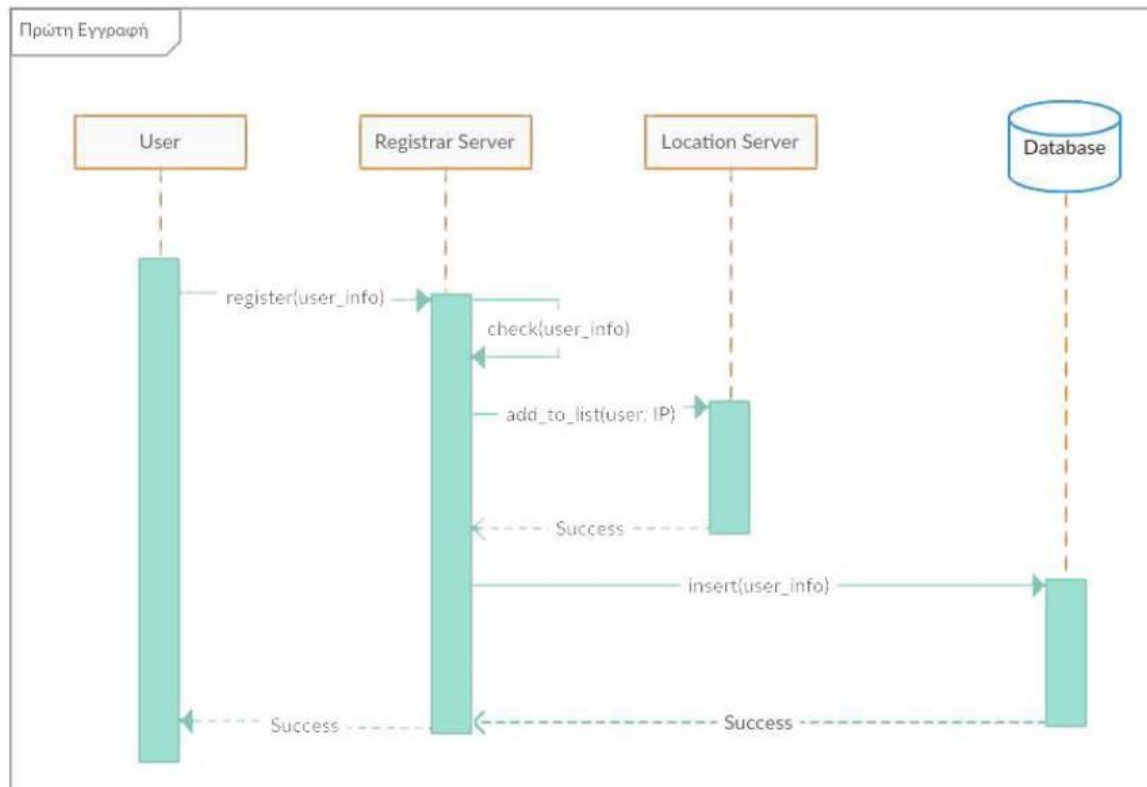 Πρώτη Εγγραφή
User
Registrar Server
Location Server
Database
register(user_info)
check(user_info)
add_to_list(user, IP)
Success
insert(user_info)
Success
Success